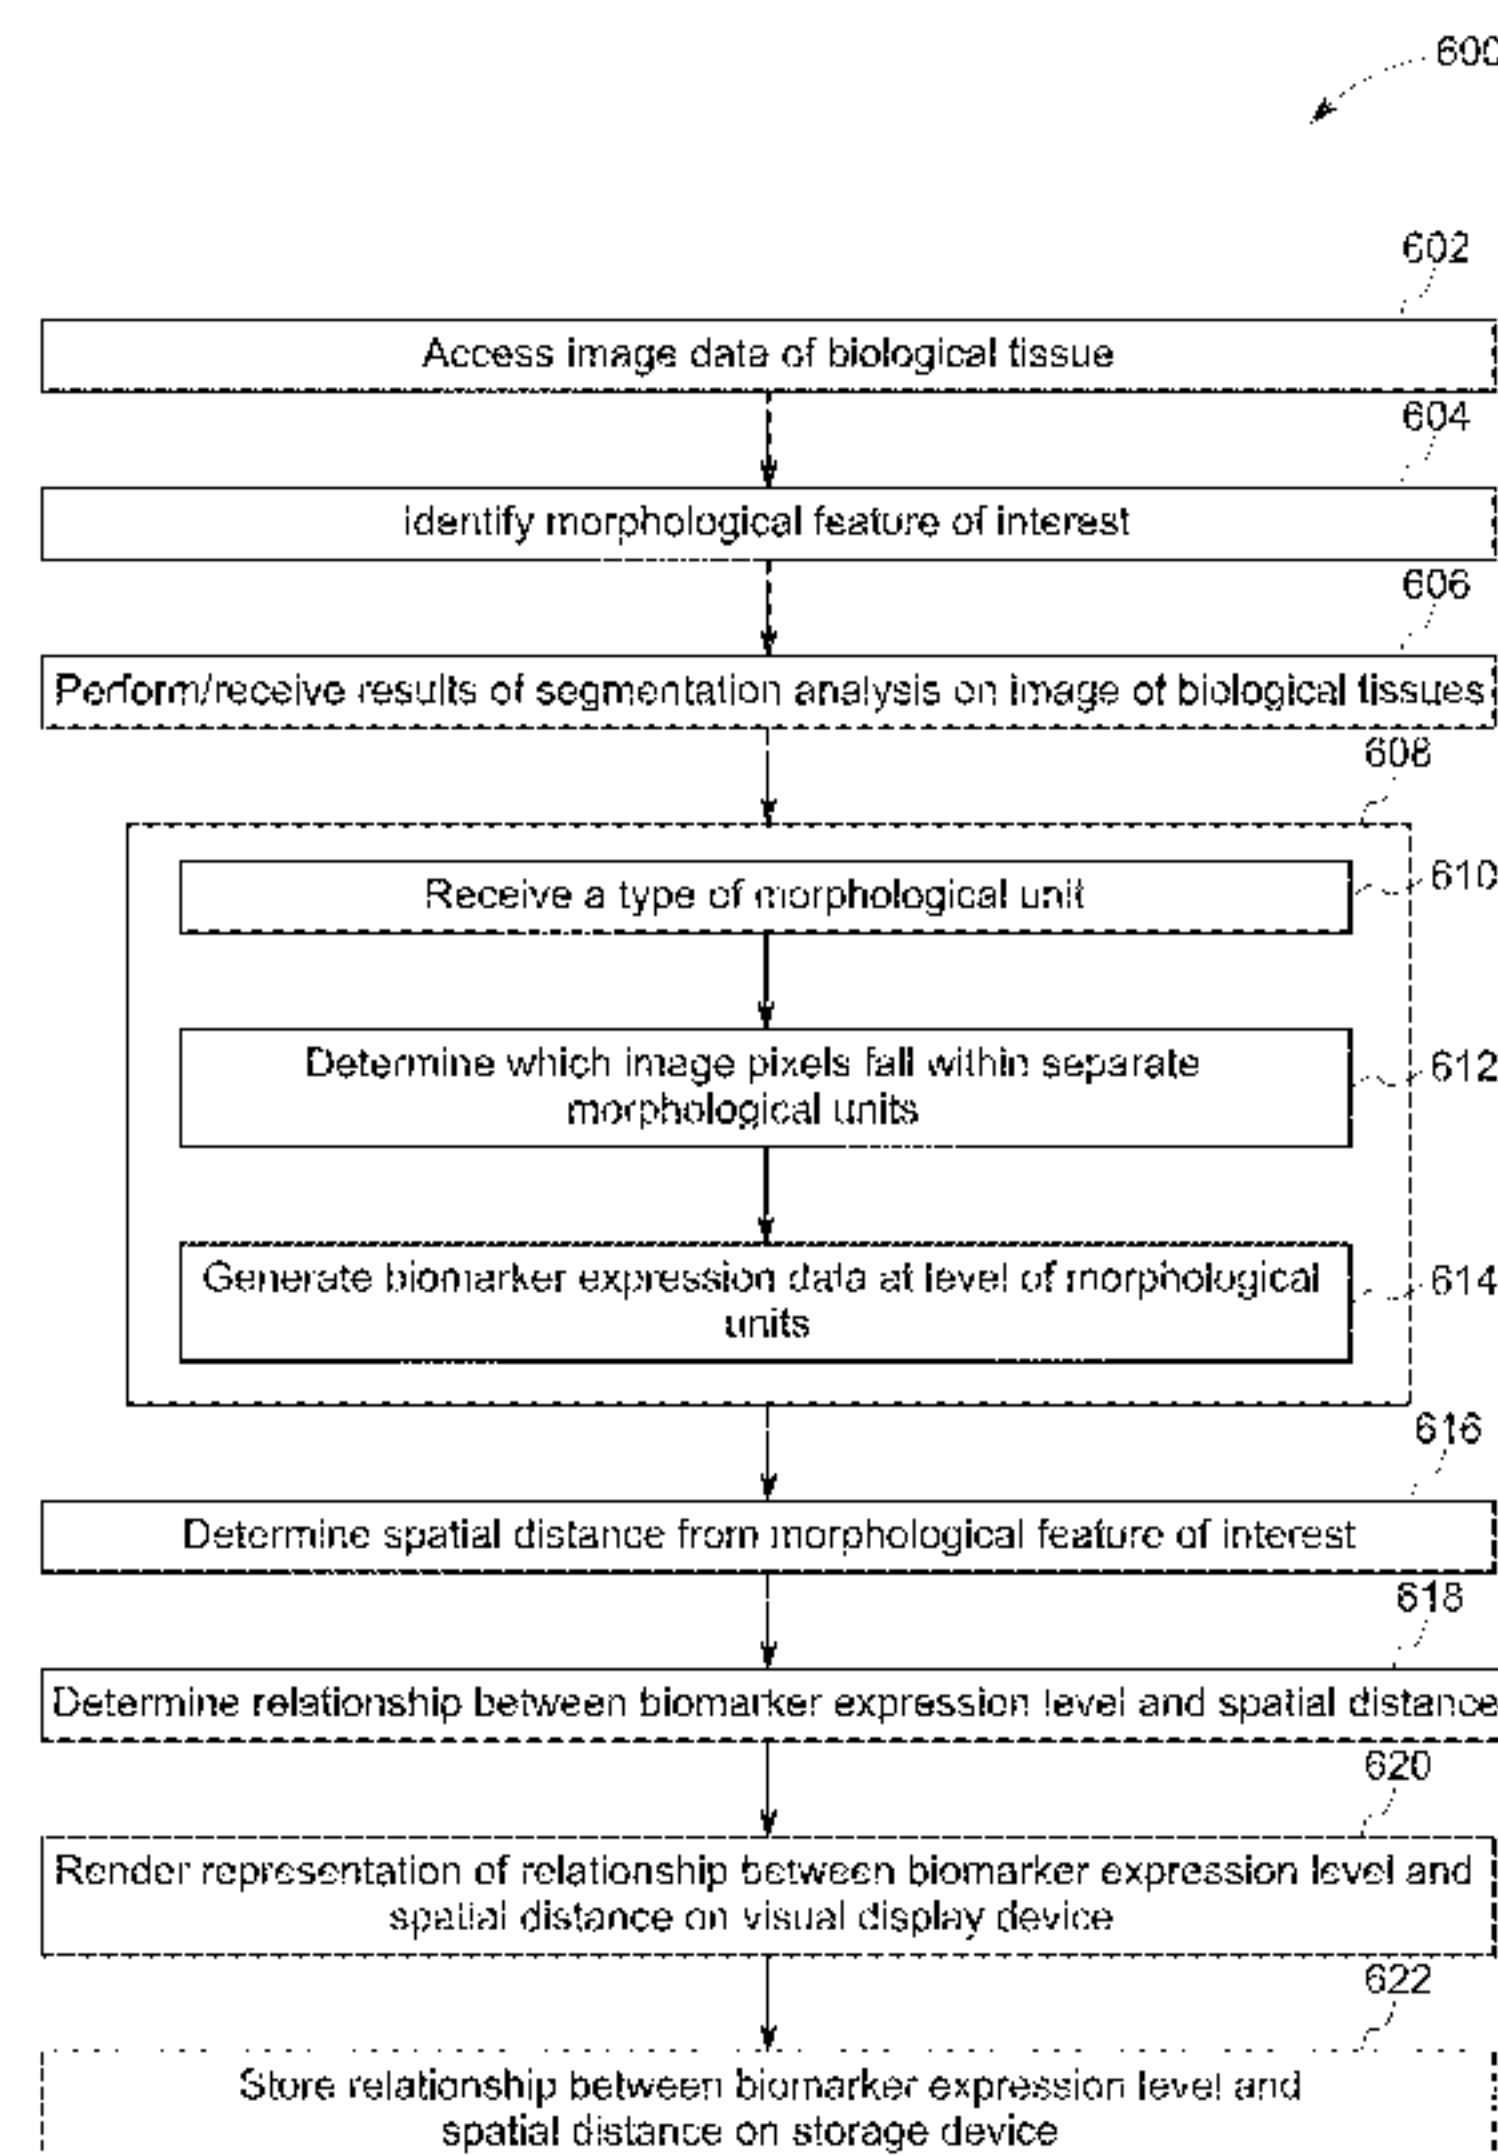 600
602
Access image data of biological tissue
604
Identify morphological feature of interest
606
Perform/receive results of segmentation analysis on image of biological tissues
608
Receive a type of morphological unit
610
Determine which image pixels fall within separate
morphological units
612
Generate biomarker expression data at level of morphological
units
614
616
Determine spatial distance from morphological feature of interest
618
Determine relationship between biomarker expression level and spatial distance
620
Render representation of relationship between biomarker expression level and
spatial distance on visual display device
622
Store relationship between biomarker expression level and
spatial distance on storage device